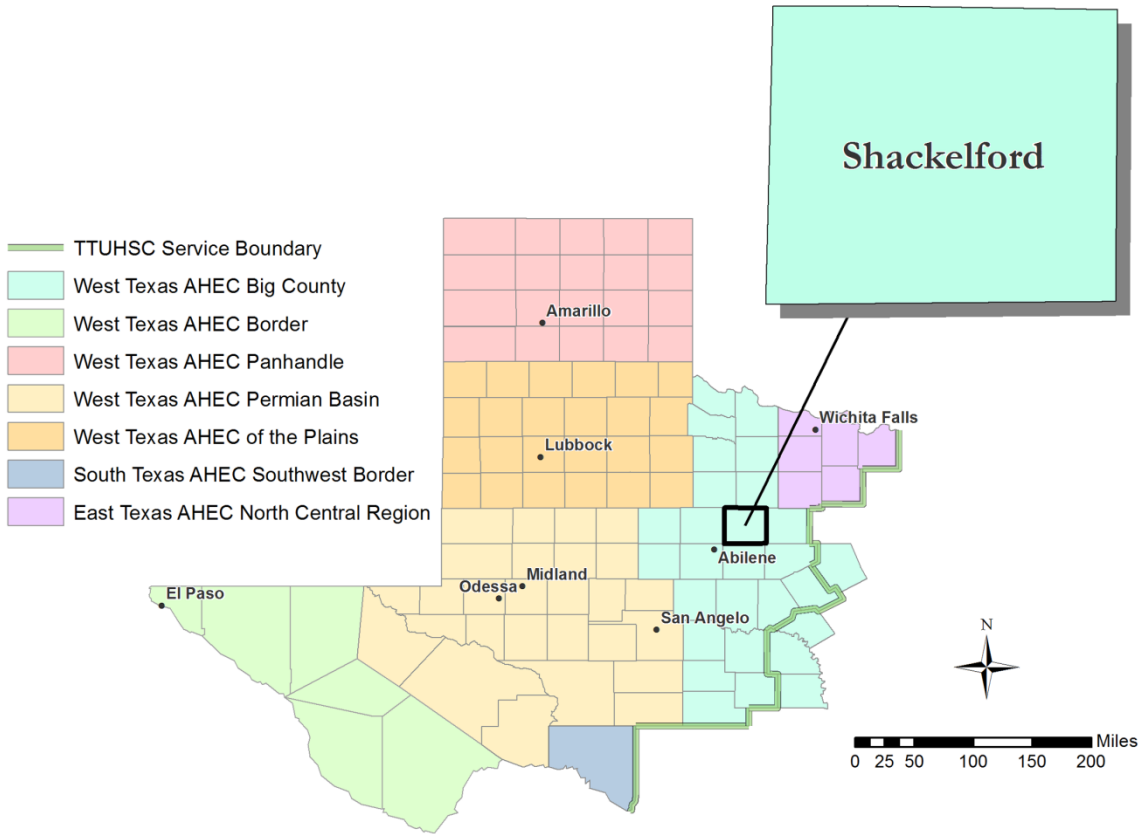 Shackelford
TTUHSC Service Boundary
West Texas AHEC Big County
West Texas AHEC Border
West Texas AHEC Panhandle
West Texas AHEC Permian Basin
West Texas AHEC of the Plains
South Texas AHEC Southwest Border
East Texas AHEC North Central Region
Amarillo
Wichita Falls
Lubbock
Abilene
Midland
Odessa
El Paso
San Angelo
N
Miles
0 25 50 100 150 200